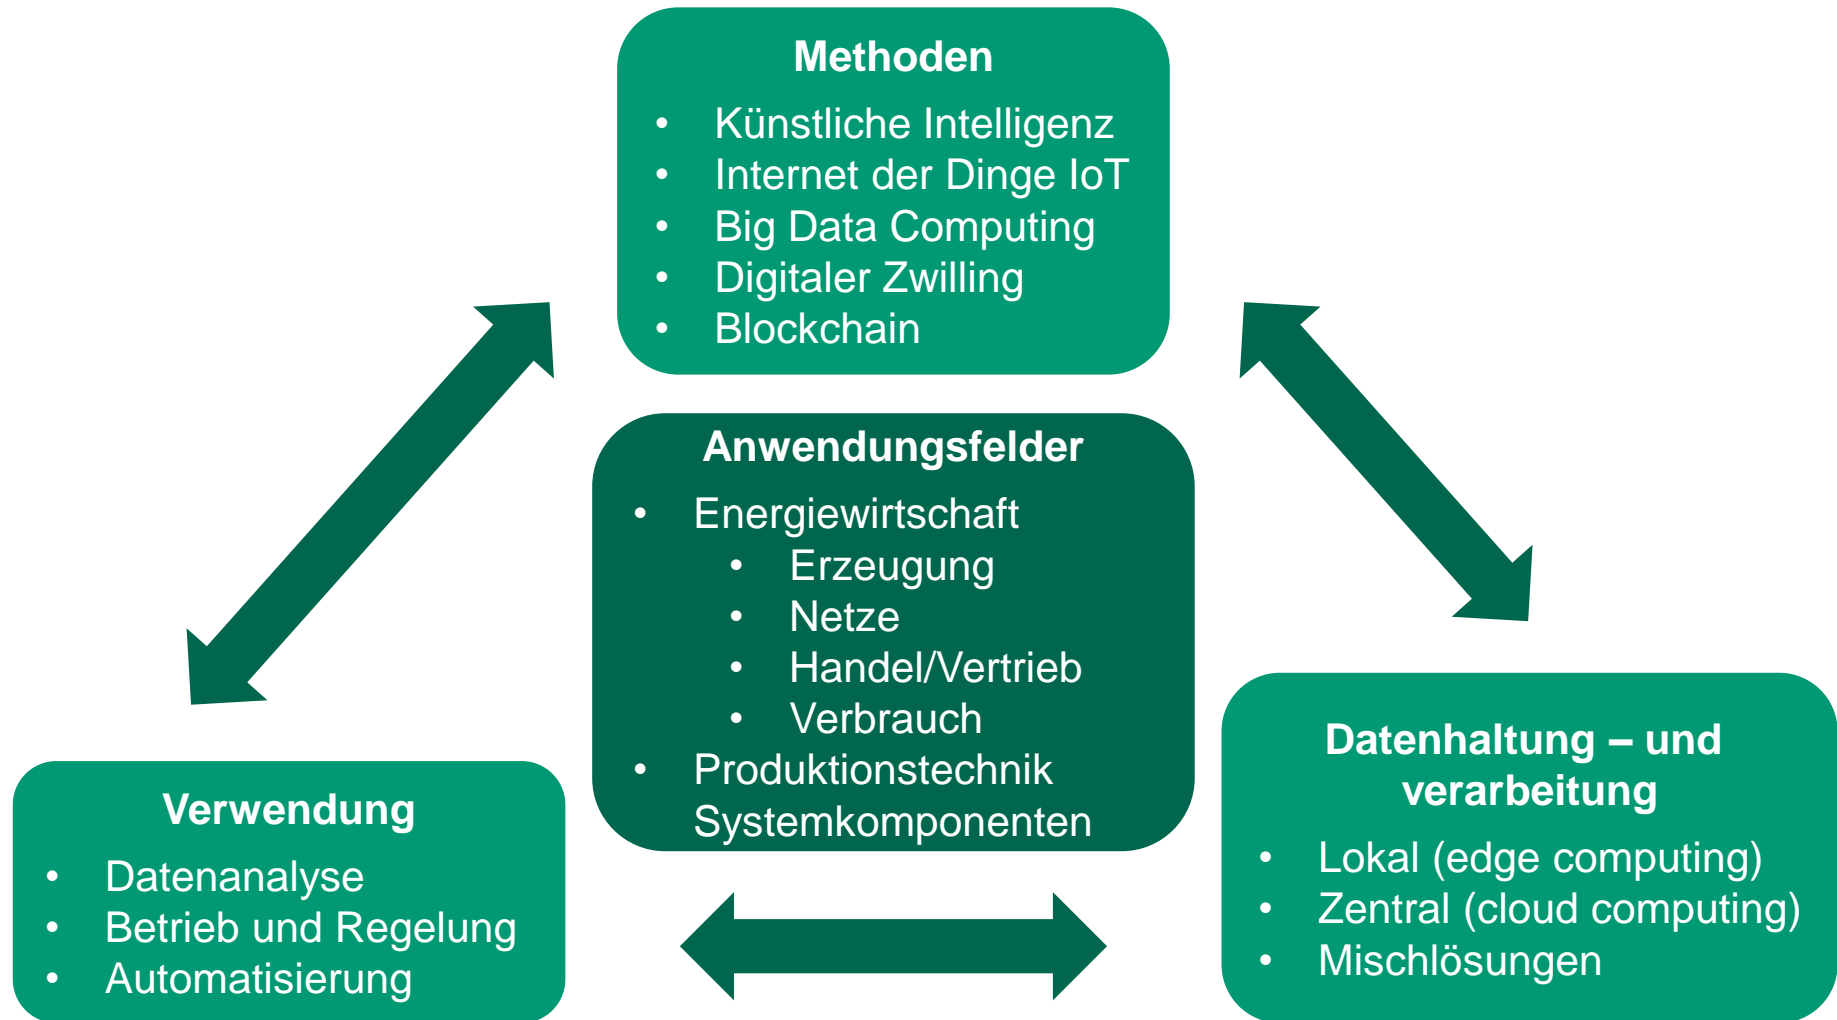 Methoden
• Künstliche Intelligenz
• Internet der Dinge IoT
• Big Data Computing
• Digitaler Zwilling
• Blockchain
Anwendungsfelder
• Energiewirtschaft
• Erzeugung
• Netze
• Handel/Vertrieb
• Verbrauch
• Produktionstechnik
Systemkomponenten
Verwendung
• Datenanalyse
• Betrieb und Regelung
• Automatisierung
Datenhaltung – und
verarbeitung
• Lokal (edge computing)
• Zentral (cloud computing)
• Mischlösungen